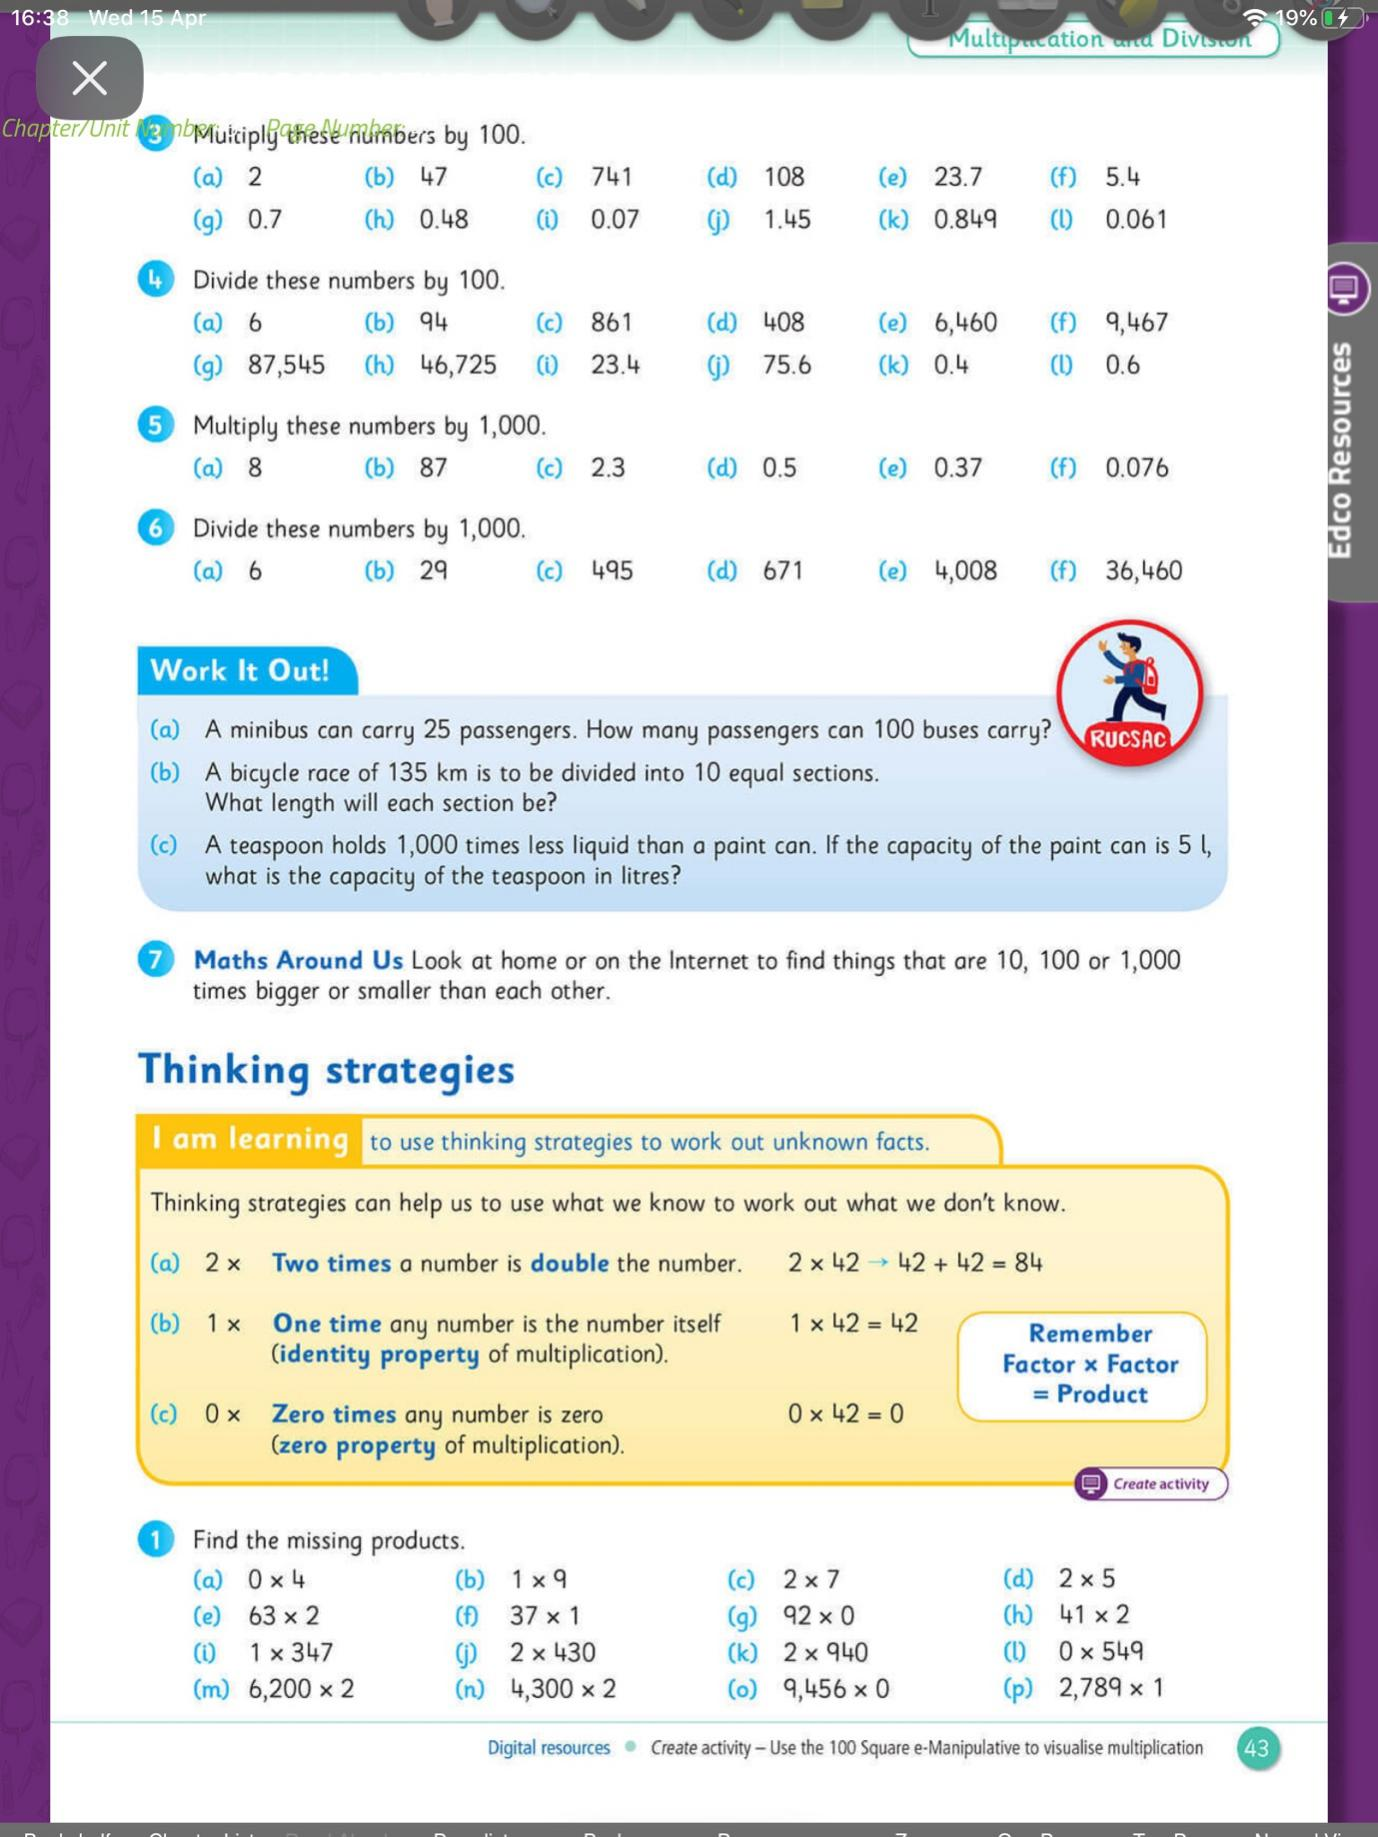 16:38 Wed 15 Apr
19%
Multiplication and Division
Chapter/Unit Number: Page Number:
3 Multiply these numbers by 100.
(a) 2 (b) 47 (c) 741 (d) 108 (e) 23.7 (f) 5.4
(g) 0.7 (h) 0.48 (i) 0.07 (j) 1.45 (k) 0.849 (l) 0.061
4 Divide these numbers by 100.
(a) 6 (b) 94 (c) 861 (d) 408 (e) 6,460 (f) 9,467
(g) 87,545 (h) 46,725 (i) 23.4 (j) 75.6 (k) 0.4 (l) 0.6
5 Multiply these numbers by 1,000.
(a) 8 (b) 87 (c) 2.3 (d) 0.5 (e) 0.37 (f) 0.076
6 Divide these numbers by 1,000.
(a) 6 (b) 29 (c) 495 (d) 671 (e) 4,008 (f) 36,460
Edco Resources
Work It Out!
RUCSAC
(a) A minibus can carry 25 passengers. How many passengers can 100 buses carry?
(b) A bicycle race of 135 km is to be divided into 10 equal sections.
What length will each section be?
(c) A teaspoon holds 1,000 times less liquid than a paint can. If the capacity of the paint can is 5 l,
what is the capacity of the teaspoon in litres?
7 Maths Around Us Look at home or on the Internet to find things that are 10, 100 or 1,000
times bigger or smaller than each other.
Thinking strategies
I am learning to use thinking strategies to work out unknown facts.
Thinking strategies can help us to use what we know to work out what we don't know.
(a) 2 × Two times a number is double the number. 2 × 42 → 42 + 42 = 84
(b) 1 × One time any number is the number itself 1 × 42 = 42
(identity property of multiplication).
(c) 0 × Zero times any number is zero 0 × 42 = 0
(zero property of multiplication).
Remember
Factor × Factor
= Product
Create activity
1 Find the missing products.
(a) 0 × 4 (b) 1 × 9 (c) 2 × 7 (d) 2 × 5
(e) 63 × 2 (f) 37 × 1 (g) 92 × 0 (h) 41 × 2
(i) 1 × 347 (j) 2 × 430 (k) 2 × 940 (l) 0 × 549
(m) 6,200 × 2 (n) 4,300 × 2 (o) 9,456 × 0 (p) 2,789 × 1
Digital resources • Create activity – Use the 100 Square e-Manipulative to visualise multiplication 43